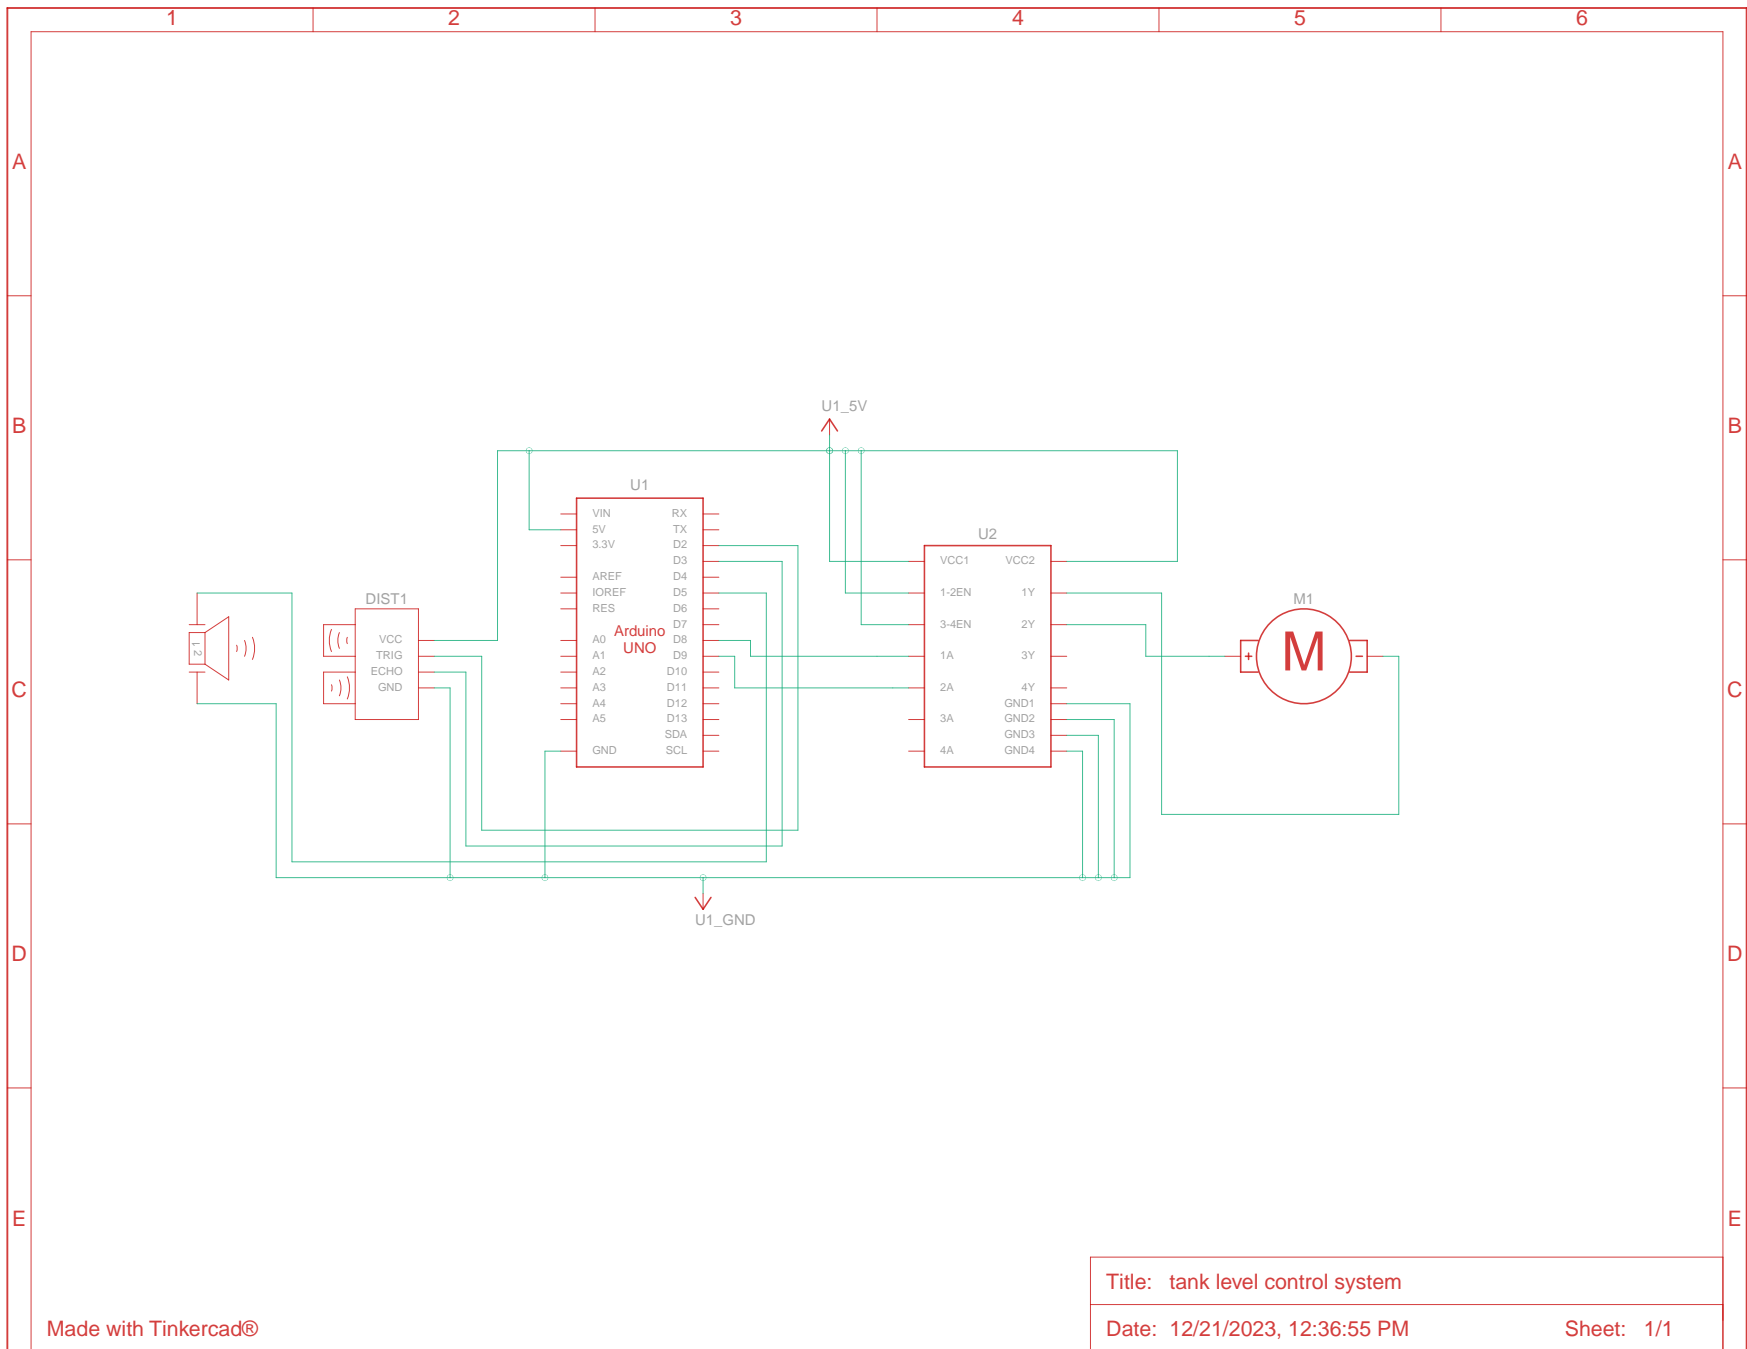 1 2 3 4 5 6
A A
U1_5V
B B
U1
VIN RX
5V TX
3.3V D2
D3
AREF D4
IOREF D5
RES D6
D7
A0 D8
A1 D9
A2 D10
A3 D11
A4 D12
A5 D13
SDA
GND SCL
Arduino
UNO
U2
VCC1 VCC2
1-2EN 1Y
3-4EN 2Y
1A 3Y
2A 4Y
GND1
3A GND2
GND3
4A GND4
DIST1
VCC
TRIG
ECHO
GND
1 2
M1
+ M -
C C
U1_GND
D D
E E
Title: tank level control system
Made with Tinkercad®
Date: 12/21/2023, 12:36:55 PM Sheet: 1/1